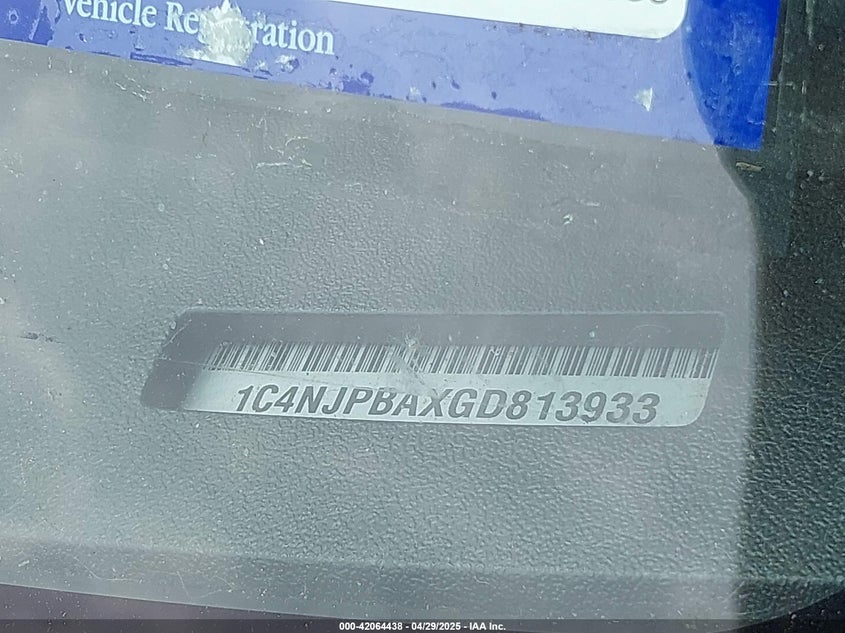 Vehicle Registration
1C4NJPBAXGD813933
000-42064438 - 04/29/2025 - IAA Inc.